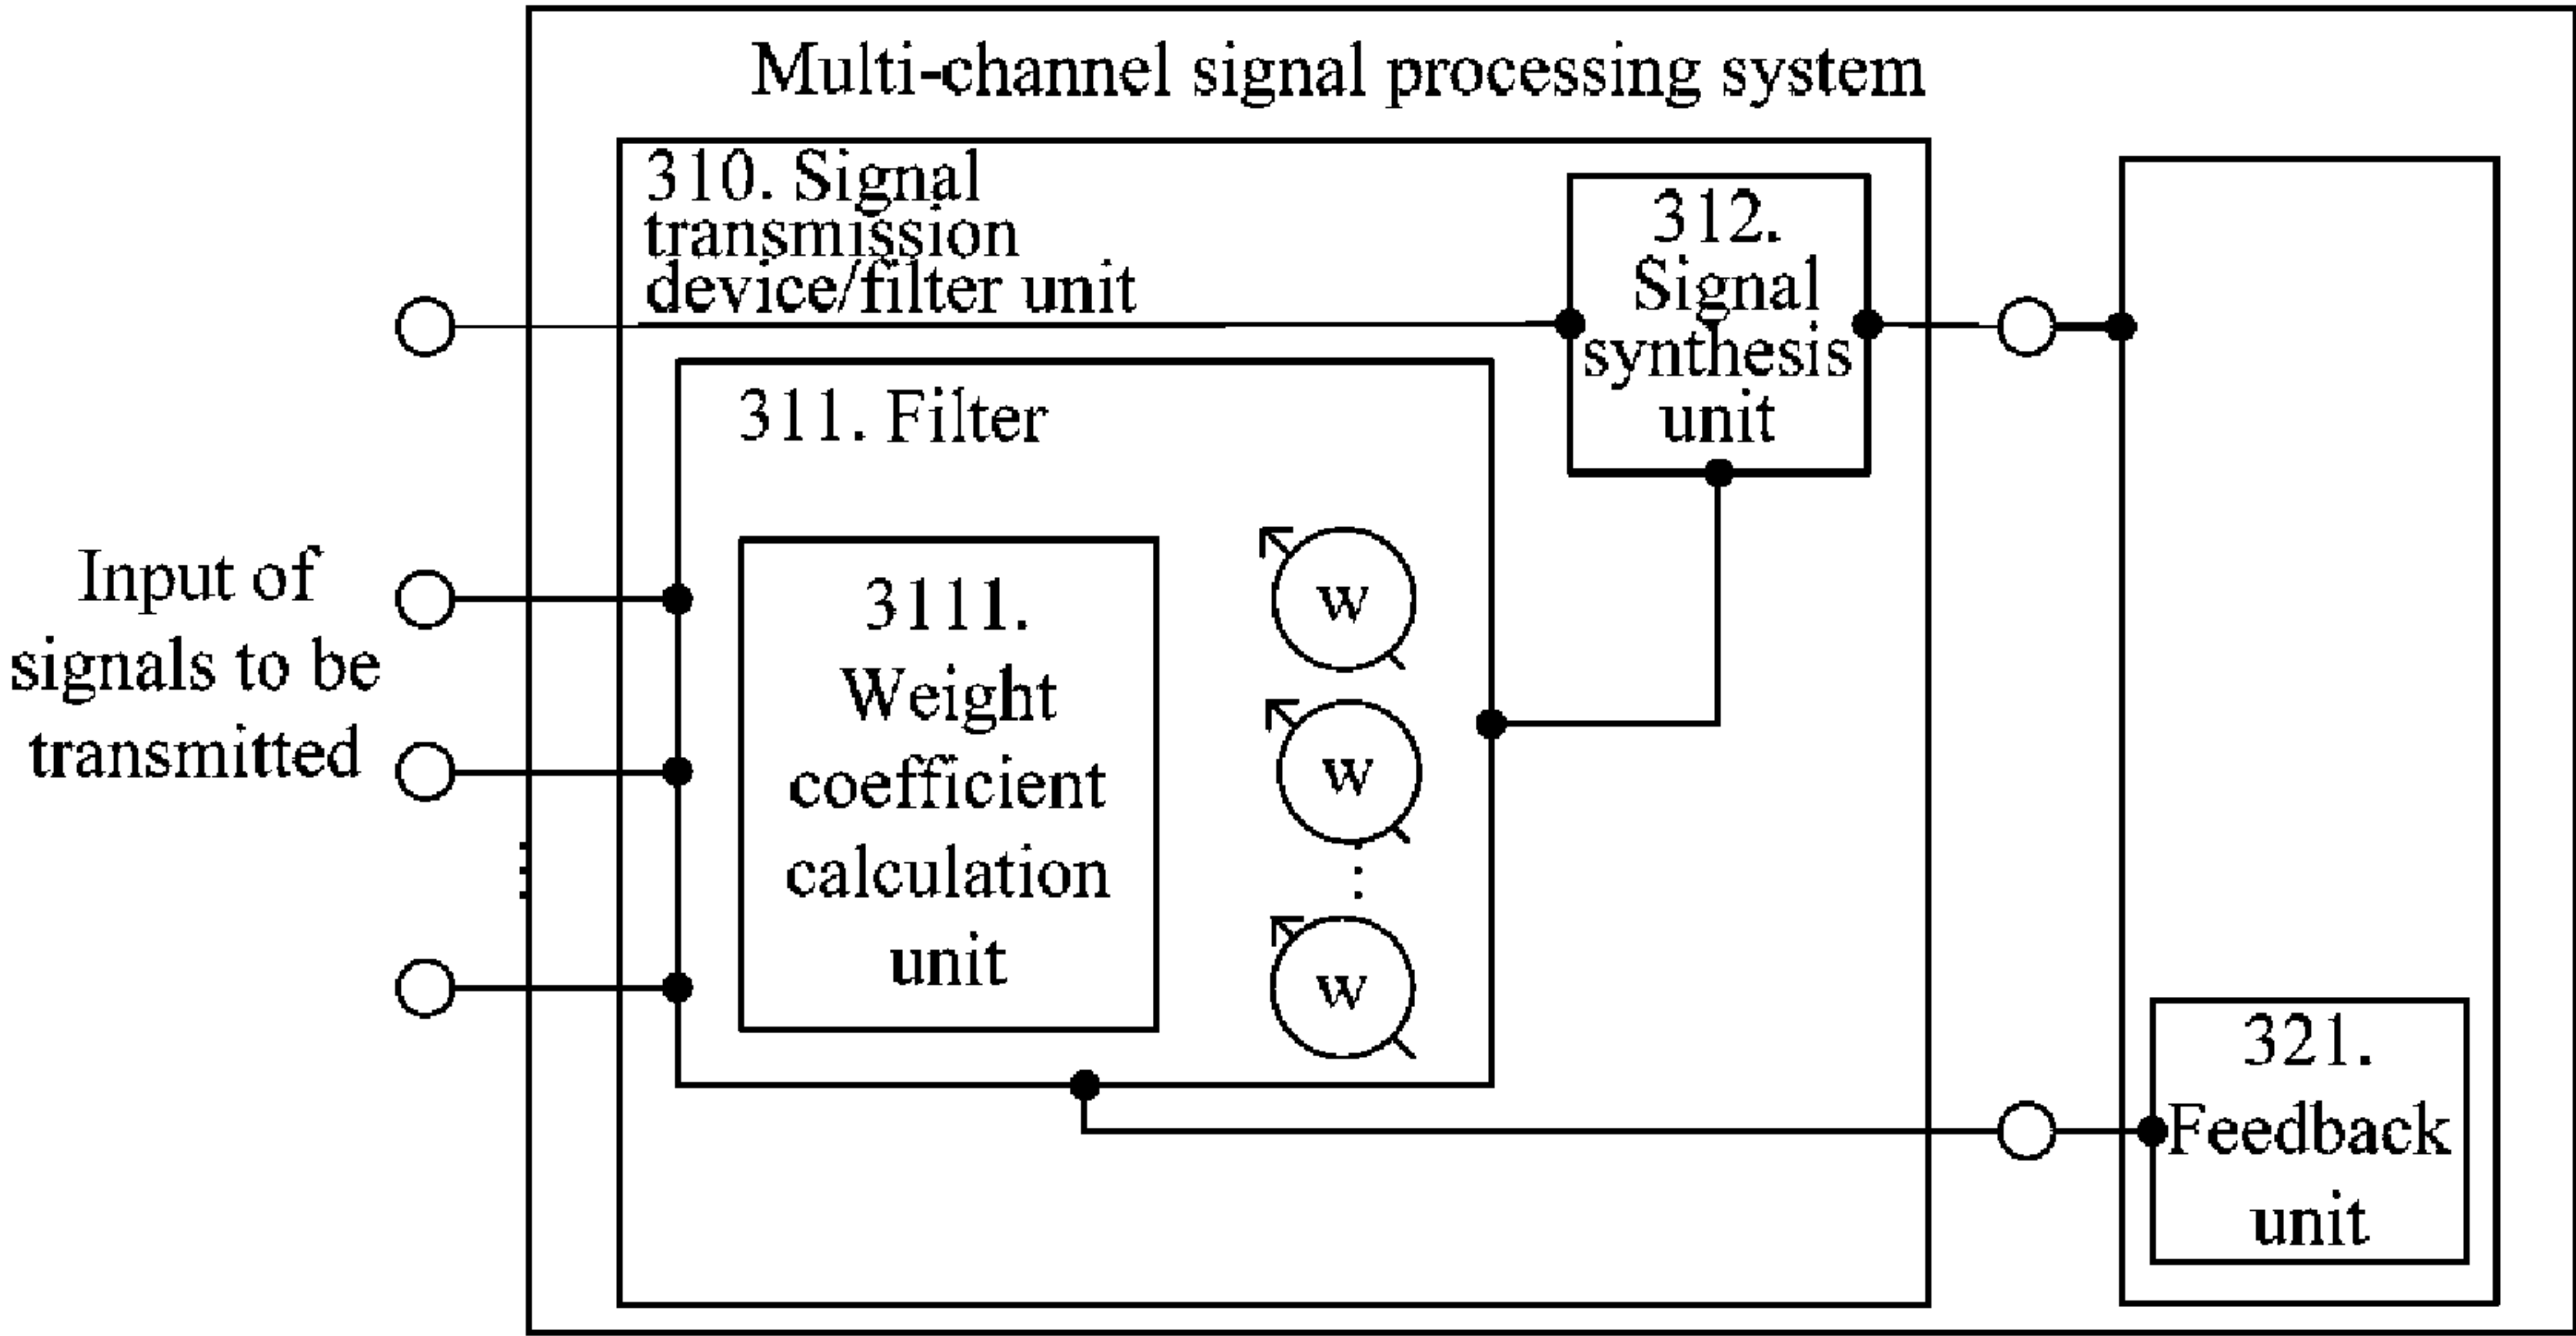 Multi-channel signal processing system
310. Signal
transmission
device/filter unit
312.
Signal
synthesis
unit
311. Filter
Input of
signals to be
transmitted
3111.
Weight
coefficient
calculation
unit
w
w
w
321.
Feedback
unit